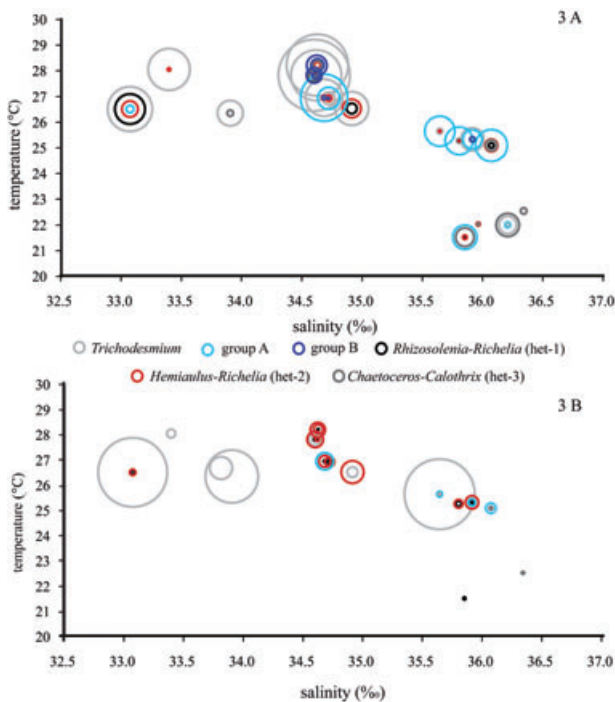 3 A
temperature (°C)
30
29
28
27
26
25
24
23
22
21
20
32.5 33.0 33.5 34.0 34.5 35.0 35.5 36.0 36.5 37.0
salinity (‰)
Trichodesmium group A group B Rhizosolenia-Richelia (het-1)
Hemiaulus-Richelia (het-2) Chaetoceros-Calothrix (het-3)
3 B
temperature (°C)
30
29
28
27
26
25
24
23
22
21
20
32.5 33.0 33.5 34.0 34.5 35.0 35.5 36.0 36.5 37.0
salinity (‰)